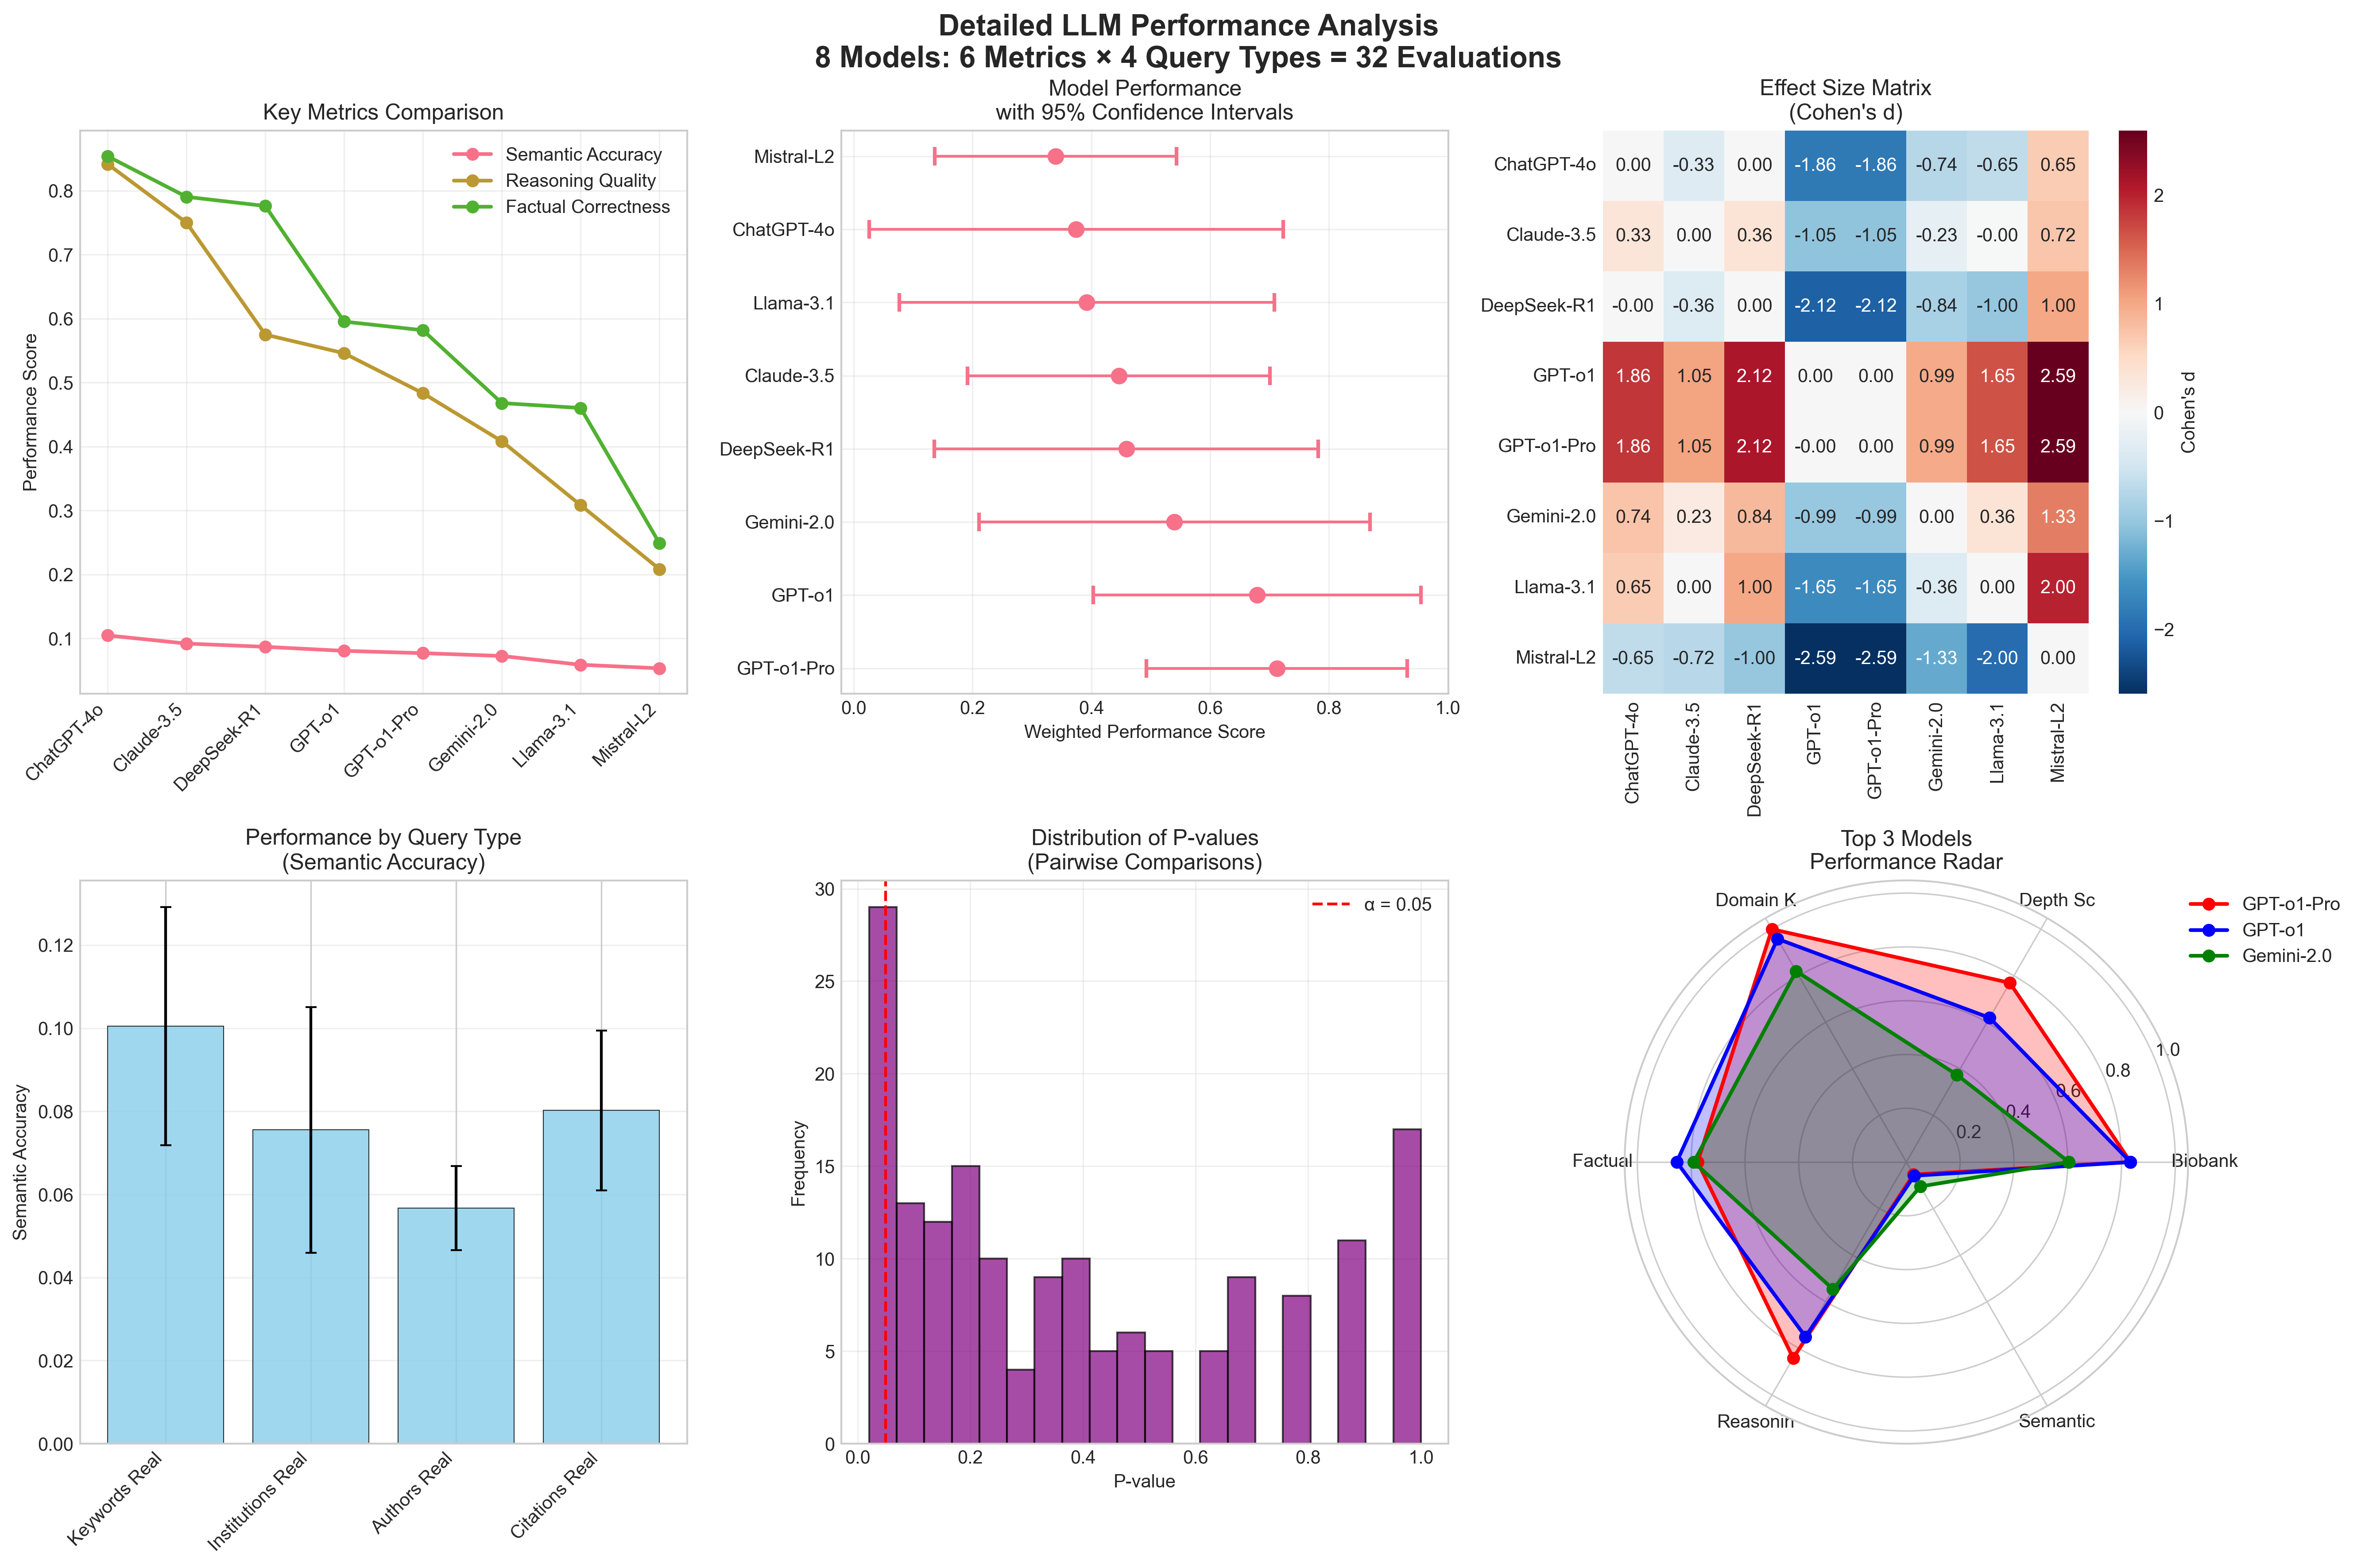 Detailed LLM Performance Analysis
8 Models: 6 Metrics × 4 Query Types = 32 Evaluations
Key Metrics Comparison
Performance Score
0.8
0.7
0.6
0.5
0.4
0.3
0.2
0.1
Semantic Accuracy
Reasoning Quality
Factual Correctness
ChatGPT-4o
Claude-3.5
DeepSeek-R1
GPT-o1
GPT-o1-Pro
Gemini-2.0
Llama-3.1
Mistral-L2
Model Performance
with 95% Confidence Intervals
Mistral-L2
ChatGPT-4o
Llama-3.1
Claude-3.5
DeepSeek-R1
Gemini-2.0
GPT-o1
GPT-o1-Pro
0.0 0.2 0.4 0.6 0.8 1.0
Weighted Performance Score
Effect Size Matrix
(Cohen's d)
ChatGPT-4o 0.00 -0.33 0.00 -1.86 -1.86 -0.74 -0.65 0.65
Claude-3.5 0.33 0.00 0.36 -1.05 -1.05 -0.23 -0.00 0.72
DeepSeek-R1 -0.00 -0.36 0.00 -2.12 -2.12 -0.84 -1.00 1.00
GPT-o1 1.86 1.05 2.12 0.00 0.00 0.99 1.65 2.59
GPT-o1-Pro 1.86 1.05 2.12 -0.00 0.00 0.99 1.65 2.59
Gemini-2.0 0.74 0.23 0.84 -0.99 -0.99 0.00 0.36 1.33
Llama-3.1 0.65 0.00 1.00 -1.65 -1.65 -0.36 0.00 2.00
Mistral-L2 -0.65 -0.72 -1.00 -2.59 -2.59 -1.33 -2.00 0.00
ChatGPT-4o
Claude-3.5
DeepSeek-R1
GPT-o1
GPT-o1-Pro
Gemini-2.0
Llama-3.1
Mistral-L2
2
1
0
−1
−2
Cohen's d
Performance by Query Type
(Semantic Accuracy)
Semantic Accuracy
0.12
0.10
0.08
0.06
0.04
0.02
0.00
Keywords Real
Institutions Real
Authors Real
Citations Real
Distribution of P-values
(Pairwise Comparisons)
Frequency
30
25
20
15
10
5
0
α = 0.05
0.0 0.2 0.4 0.6 0.8 1.0
P-value
Top 3 Models
Performance Radar
Domain K
Depth Sc
Factual
Biobank
Reasonin
Semantic
0.2
0.4
0.6
0.8
1.0
GPT-o1-Pro
GPT-o1
Gemini-2.0